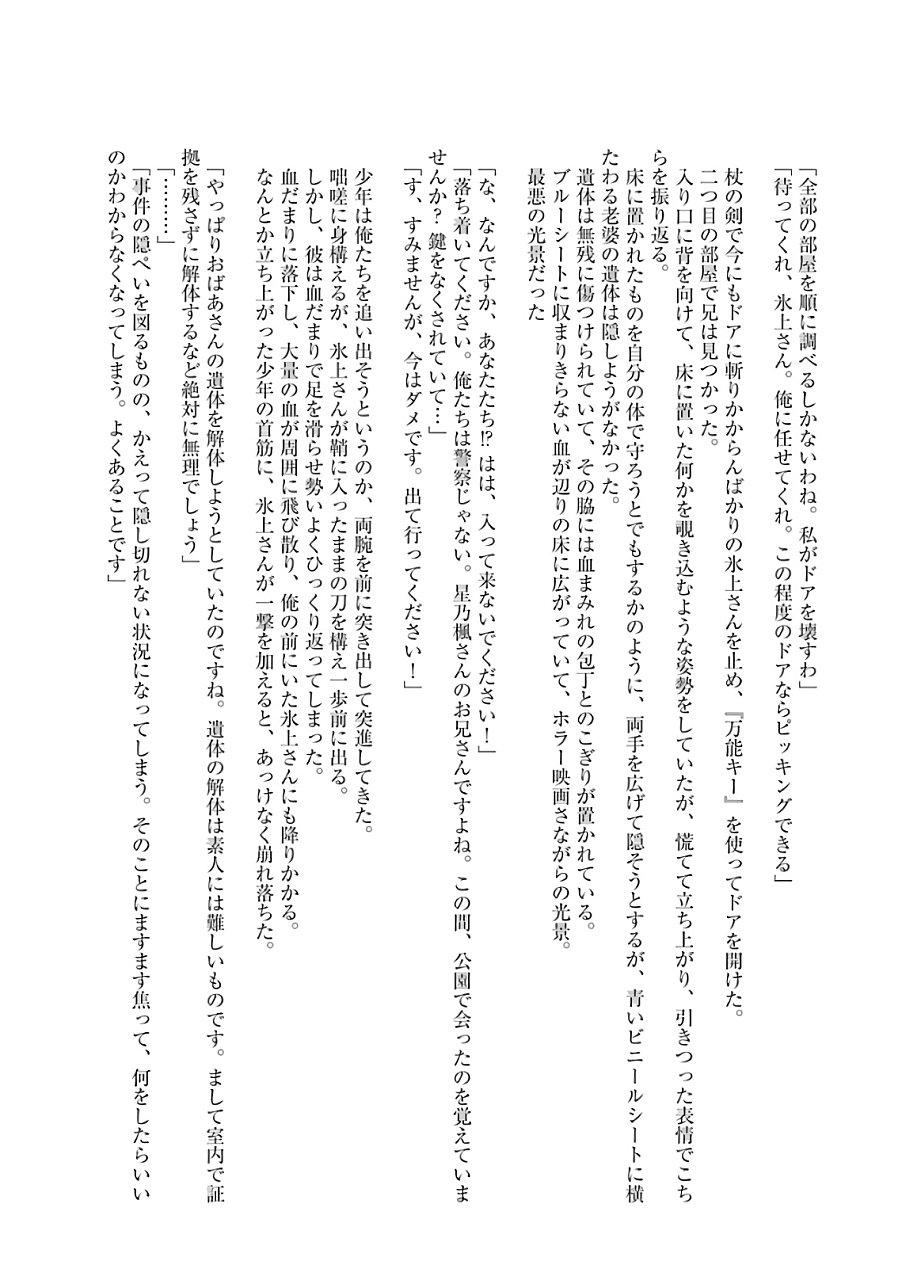 「全部の部屋を順に調べるしかないわね。私がドアを壊すわ」
「待ってくれ、氷上さん。俺に任せてくれ。この程度のドアならピッキングできる」
杖の剣で今にもドアに斬りかからんばかりの氷上さんを止め、『万能キー』を使ってドアを開けた。
二つ目の部屋で兄は見つかった。
入り口に背を向けて、床に置いた何かを覗き込むような姿勢をしていたが、慌てて立ち上がり、引きつった表情でこち
らを振り返る。
床に置かれたものを自分の体で守ろうとでもするかのように、両手を広げて隠そうとするが、青いビニールシートに横
たわる老婆の遺体は隠しようがなかった。
遺体は無残に傷つけられていて、その脇には血まみれの包丁とのこぎりが置かれている。
ブルーシートに収まりきらない血が辺りの床に広がっていて、ホラー映画さながらの光景。
最悪の光景だった
「な、なんですか、あなたたち!? はは、入って来ないでください！」
「落ち着いてください。俺たちは警察じゃない。星乃楓さんのお兄さんですよね。この間、公園で会ったのを覚えていま
せんか？ 鍵をなくされていて…」
「す、すみませんが、今はダメです。出て行ってください！」
少年は俺たちを追い出そうというのか、両腕を前に突き出して突進してきた。
咄嗟に身構えるが、氷上さんが鞘に入ったままの刀を構え一歩前に出る。
しかし、彼は血だまりで足を滑らせ勢いよくひっくり返ってしまった。
血だまりに落下し、大量の血が周囲に飛び散り、俺の前にいた氷上さんにも降りかかる。
なんとか立ち上がった少年の首筋に、氷上さんが一撃を加えると、あっけなく崩れ落ちた。
「やっぱりおばあさんの遺体を解体しようとしていたのですね。遺体の解体は素人には難しいものです。まして室内で証
拠を残さずに解体するなど絶対に無理でしょう」
「………」
「事件の隠ぺいを図るものの、かえって隠し切れない状況になってしまう。そのことにますます焦って、何をしたらいい
のかわからなくなってしまう。よくあることです」